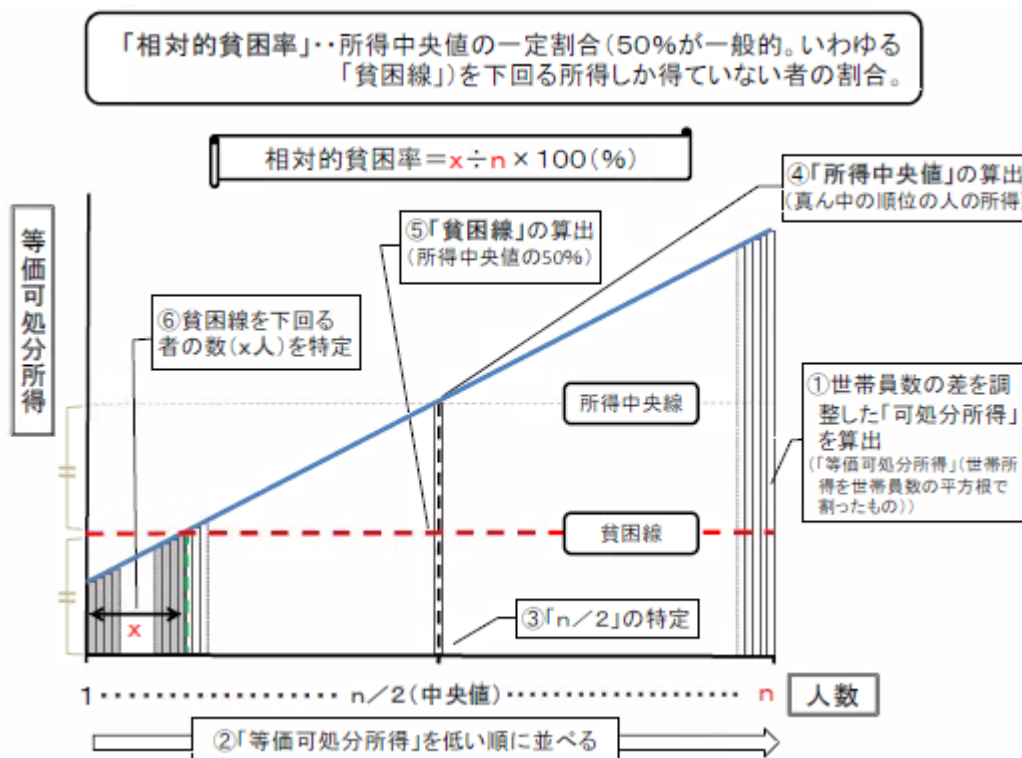 「相対的貧困率」‥所得中央値の一定割合(50%が一般的。いわゆる
「貧困線」)を下回る所得しか得ていない者の割合。
相対的貧困率=x÷n×100(%)
④「所得中央値」の算出
(真ん中の順位の人の所得)
⑤「貧困線」の算出
(所得中央値の50%)
等価可処分所得
⑥貧困線を下回る
者の数(x人)を特定
所得中央線
①世帯員数の差を調
整した「可処分所得」
を算出
(「等価可処分所得」(世帯所
得を世帯員数の平方根で
割ったもの))
貧困線
x
③「n/2」の特定
1‥‥‥‥‥‥‥‥‥n/2(中央値)‥‥‥‥‥‥‥‥‥ n
人数
②「等価可処分所得」を低い順に並べる